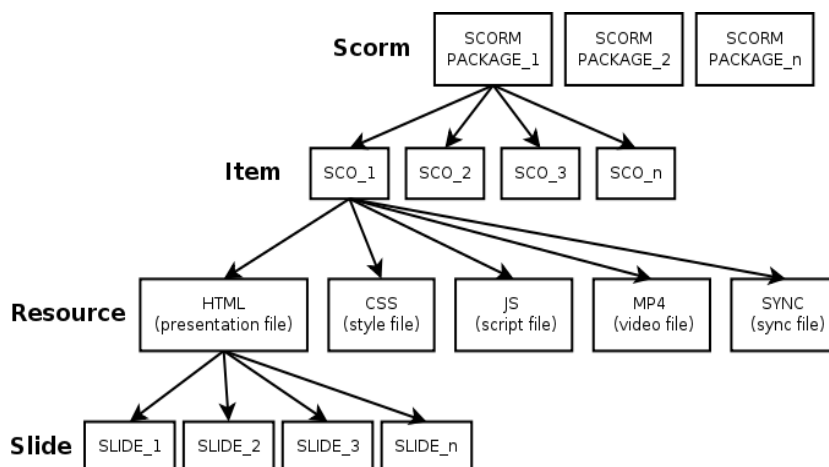 Scorm
SCORM
PACKAGE_1
SCORM
PACKAGE_2
SCORM
PACKAGE_n
Item
SCO_1
SCO_2
SCO_3
SCO_n
Resource
HTML
(presentation file)
CSS
(style file)
JS
(script file)
MP4
(video file)
SYNC
(sync file)
Slide
SLIDE_1
SLIDE_2
SLIDE_3
SLIDE_n